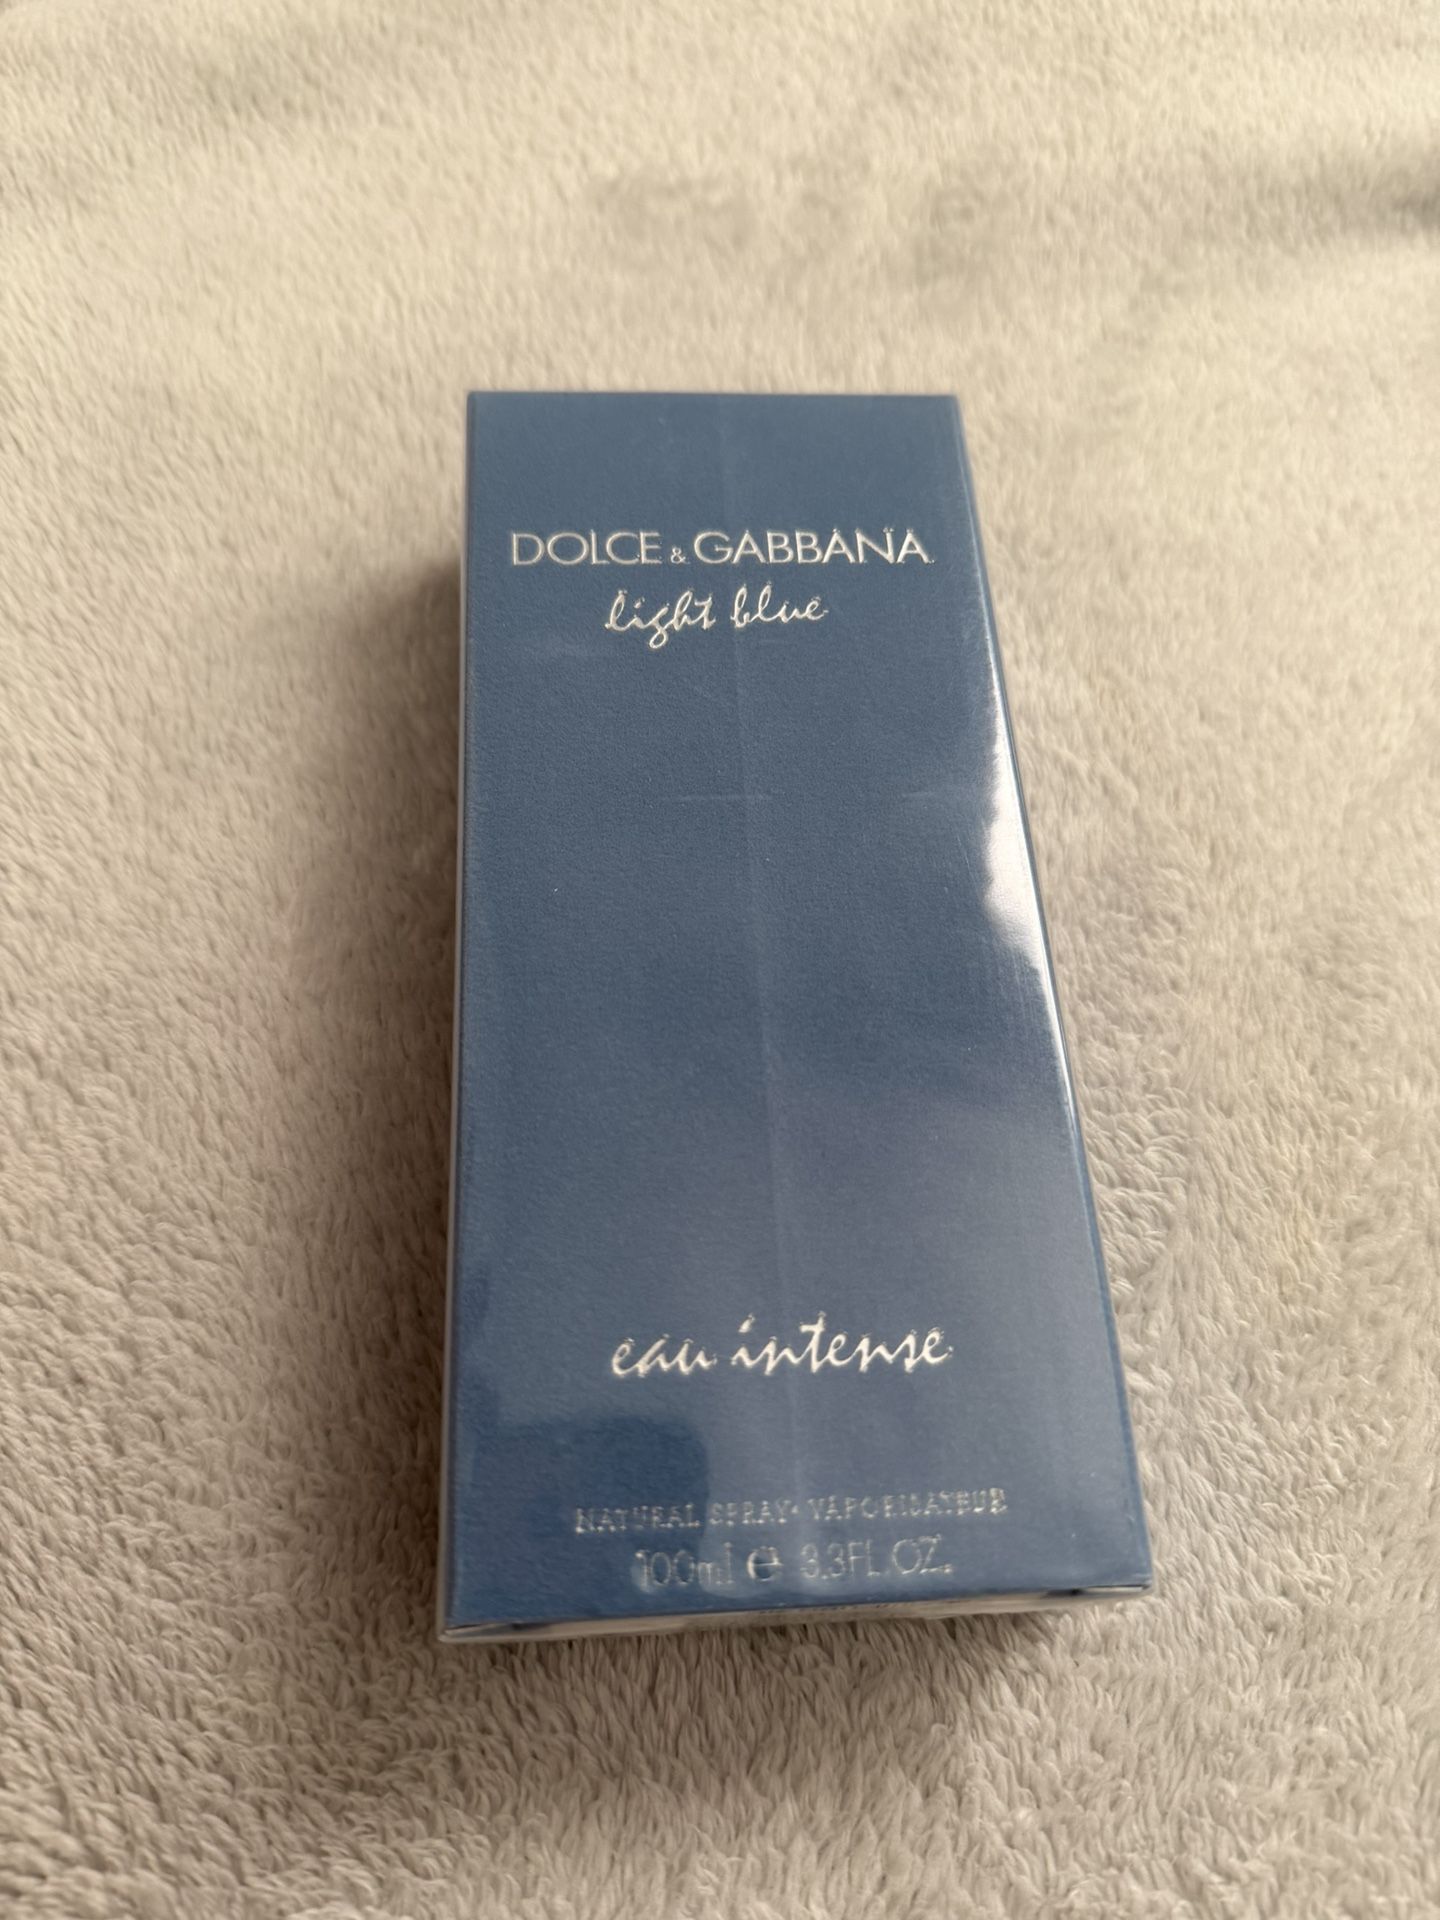 DOLCE & GABBANA
light blue
eau intense
NATURAL SPRAY · VAPORISATEUR
100ml e 3.3FL.OZ.